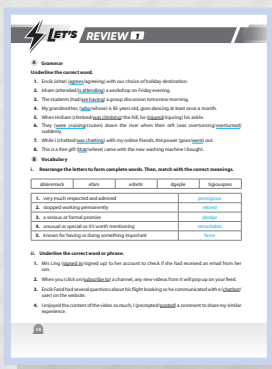 LET'S REVIEW 1
A Grammar
Underline the correct word.
1. Encik Johari (agrees/agreeing) with our choice of holiday destination.
2. Isham (attended/is attending) a workshop on Friday evening.
3. The students (had/are having) a group discussion tomorrow morning.
4. My grandmother, (who/whose) is 85 years old, goes dancing at least once a month.
5. When Hisham (climbed/was climbing) the hill, he (injured/injuring) his ankle.
6. They (were cruising/cruises) down the river when their raft (was overturning/overturned)
suddenly.
7. While I (chatted/was chatting) with my online friends, the power (goes/went) out.
8. This is a free gift (that/where) came with the new washing machine I bought.
B Vocabulary
i. Rearrange the letters to form complete words. Then, match with the correct meanings.
efam
edtebi
dgeple
1. very much respected and admired prestigious
2. stopped working permanently retired
3. a serious or formal promise pledge
4. unusual or special so it's worth mentioning remarkable
5. known for having or doing something important fame
ii. Underline the correct word or phrase.
1. Mrs Ling (signed in/signed up) to her account to check if she had received an email from her
son.
2. When you (click on/subscribe to) a channel, any new videos from it will pop up on your feed.
3. Encik Farid had several questions about his flight booking so he communicated with a (chatbot/
user) on the website.
4. I enjoyed the content of the video so much, I (prompted/posted) a comment to share my similar
experience.